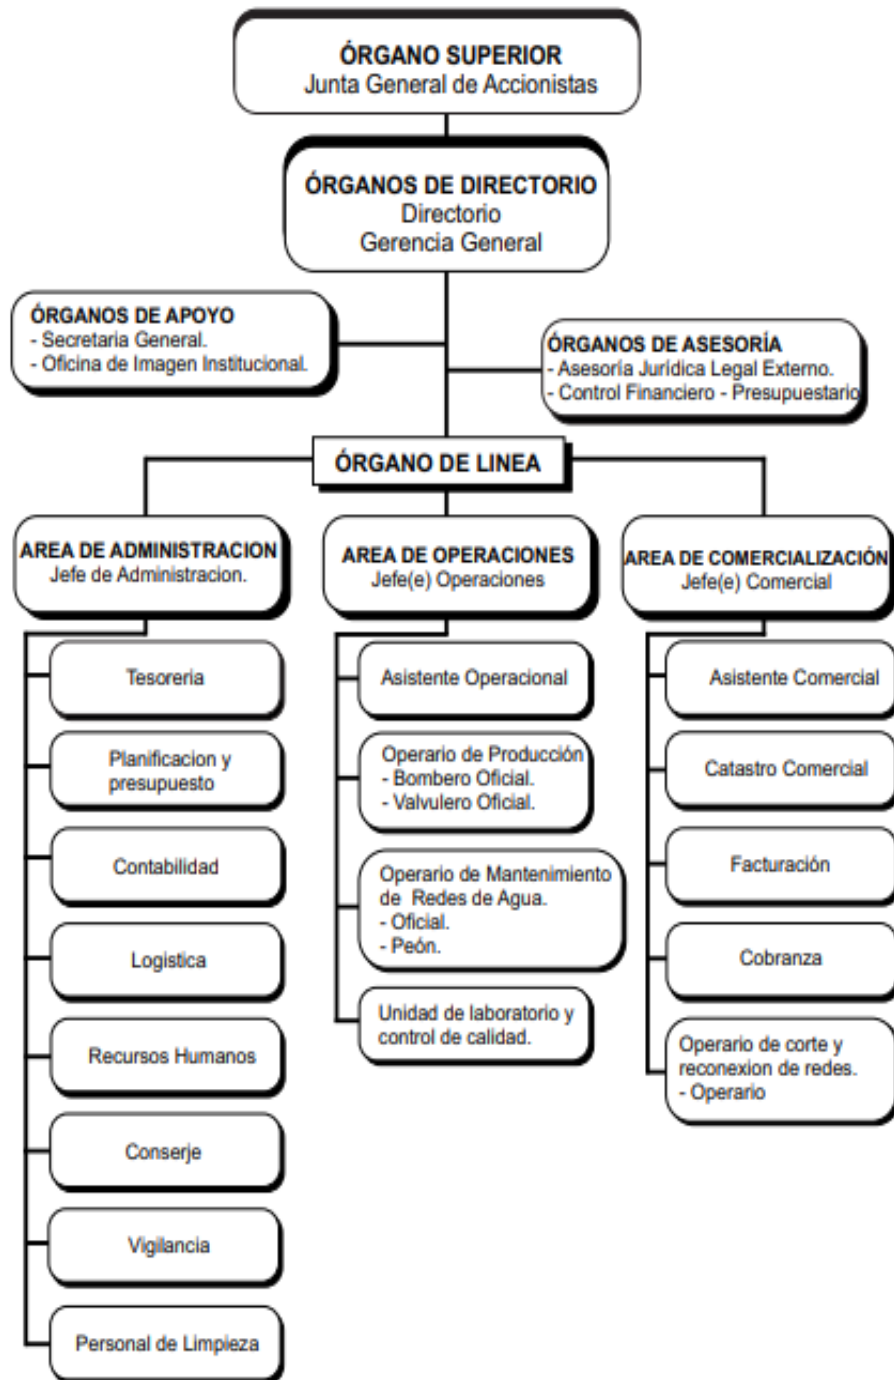 ÓRGANO SUPERIOR
Junta General de Accionistas
ÓRGANOS DE DIRECTORIO
Directorio
Gerencia General
ÓRGANOS DE APOYO
- Secretaria General.
- Oficina de Imagen Institucional.
ÓRGANOS DE ASESORÍA
- Asesoría Jurídica Legal Externo.
- Control Financiero - Presupuestario
ÓRGANO DE LINEA
AREA DE ADMINISTRACION
Jefe de Administracion.
Tesoreria
Planificacion y
presupuesto
Contabilidad
Logistica
Recursos Humanos
Conserje
Vigilancia
Personal de Limpieza
AREA DE OPERACIONES
Jefe(e) Operaciones
Asistente Operacional
Operario de Producción
- Bombero Oficial.
- Valvulero Oficial.
Operario de Mantenimiento
de Redes de Agua.
- Oficial.
- Peón.
Unidad de laboratorio y
control de calidad.
AREA DE COMERCIALIZACIÓN
Jefe(e) Comercial
Asistente Comercial
Catastro Comercial
Facturación
Cobranza
Operario de corte y
reconexion de redes.
- Operario